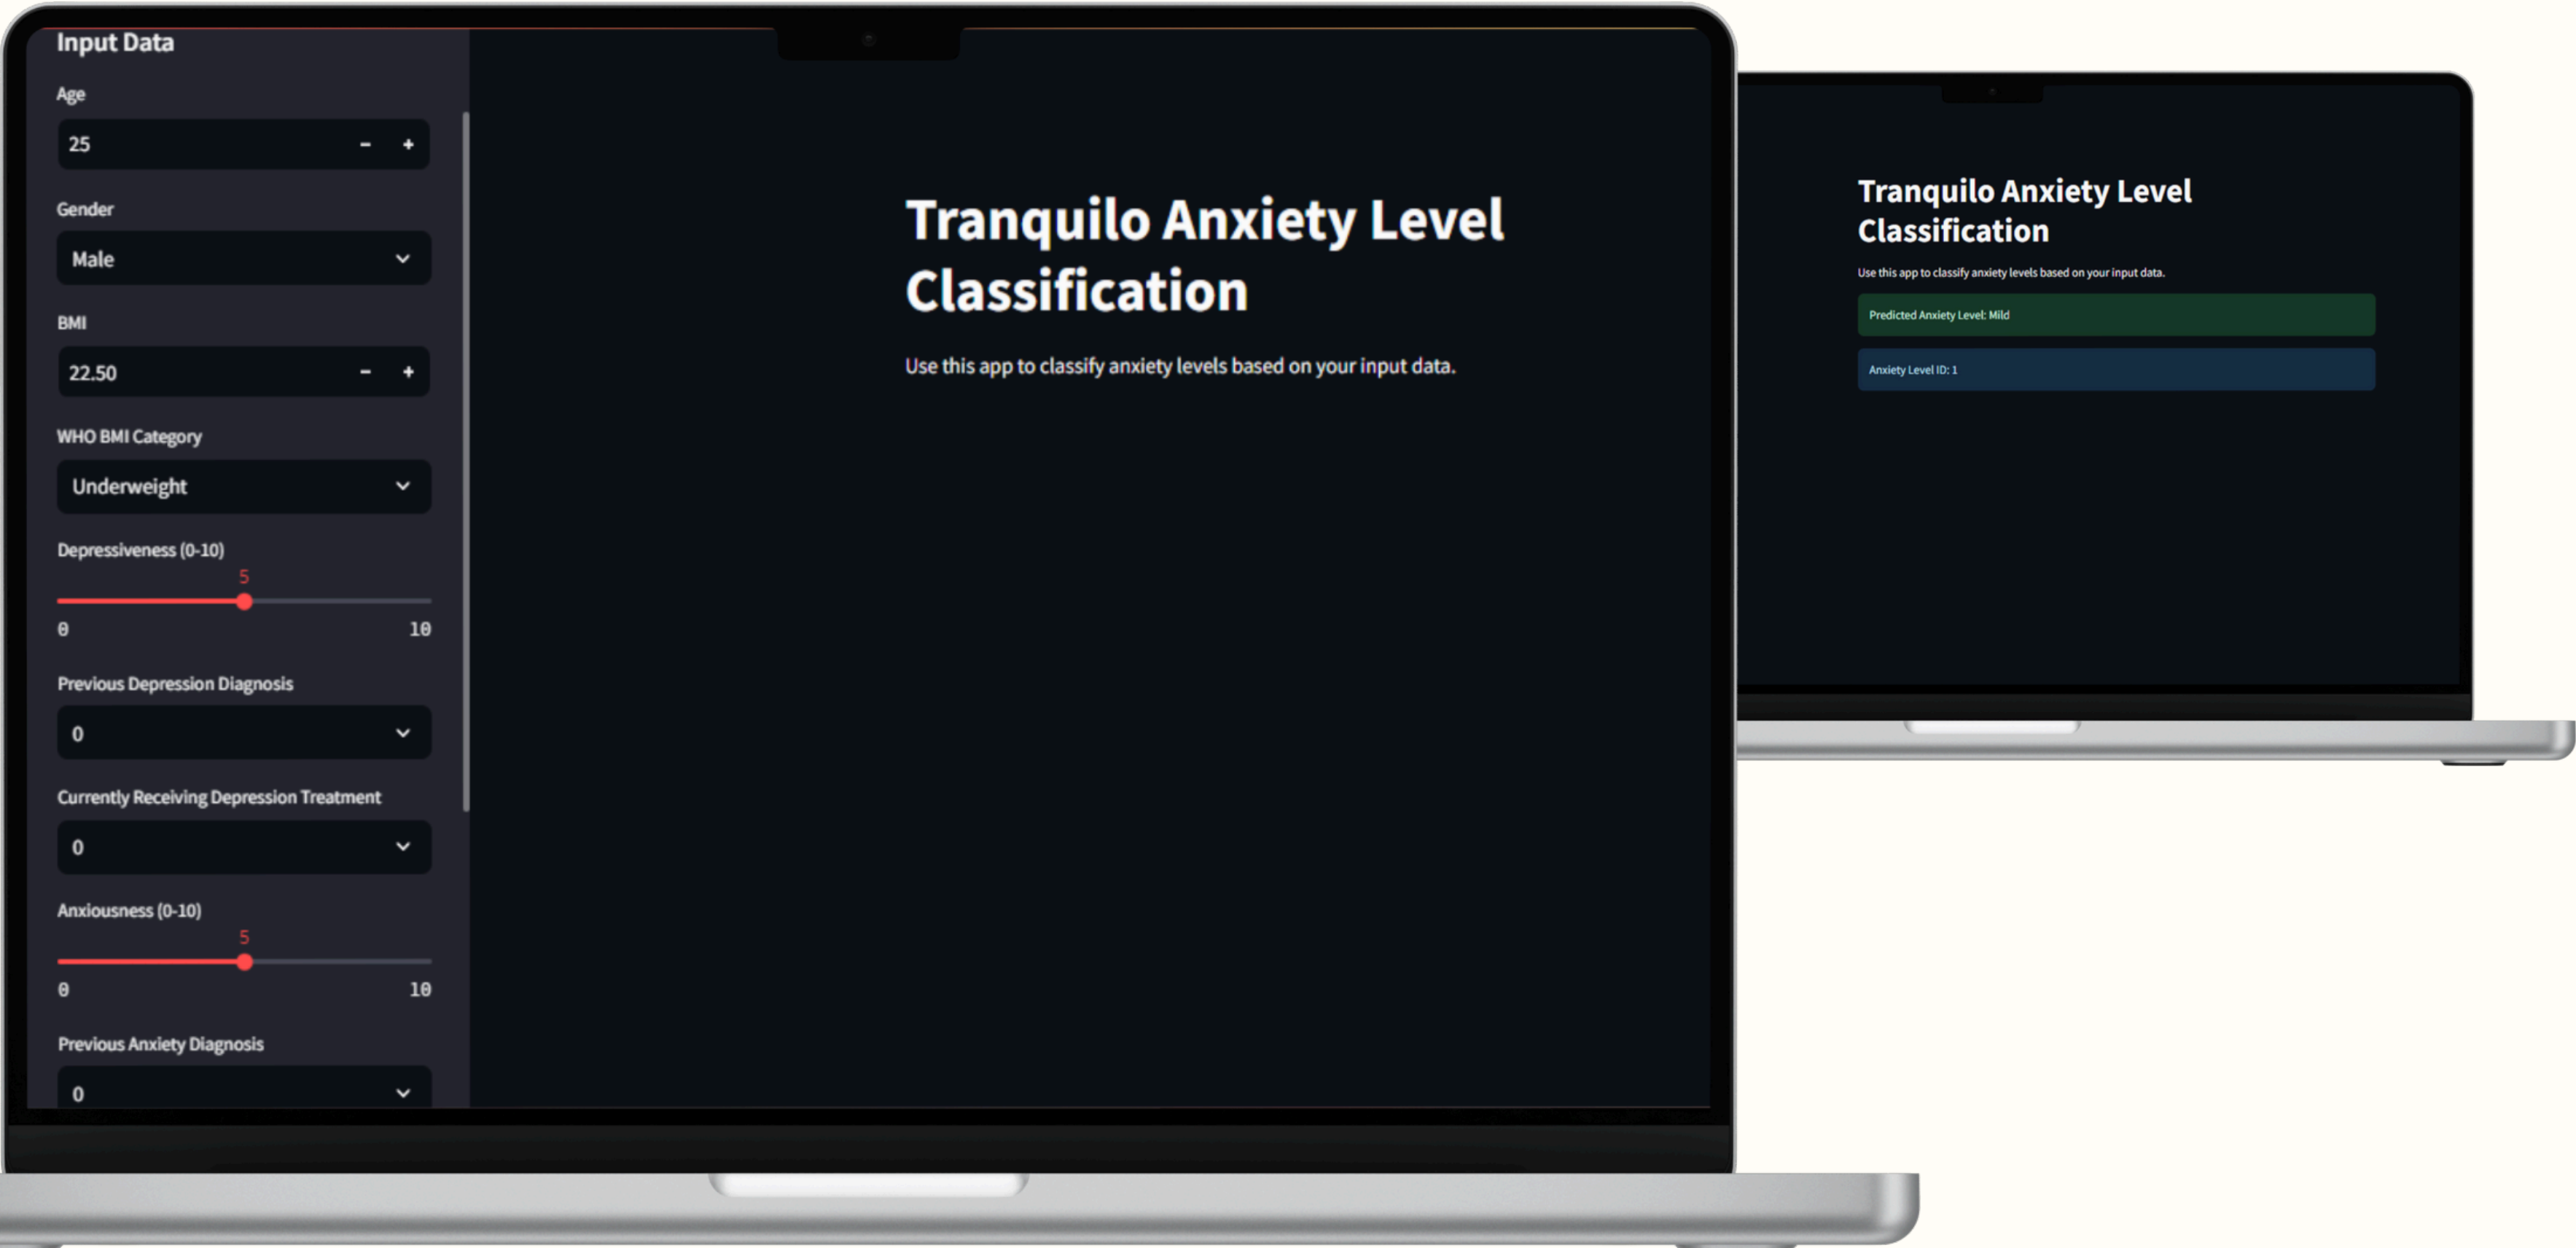 Input Data
Age
25 - +
Gender
Male
BMI
22.50 - +
WHO BMI Category
Underweight
Depressiveness (0-10)
5
0 10
Previous Depression Diagnosis
0
Currently Receiving Depression Treatment
0
Anxiousness (0-10)
5
0 10
Previous Anxiety Diagnosis
0
Tranquilo Anxiety Level
Classification
Use this app to classify anxiety levels based on your input data.
Tranquilo Anxiety Level
Classification
Use this app to classify anxiety levels based on your input data.
Predicted Anxiety Level: Mild
Anxiety Level ID: 1